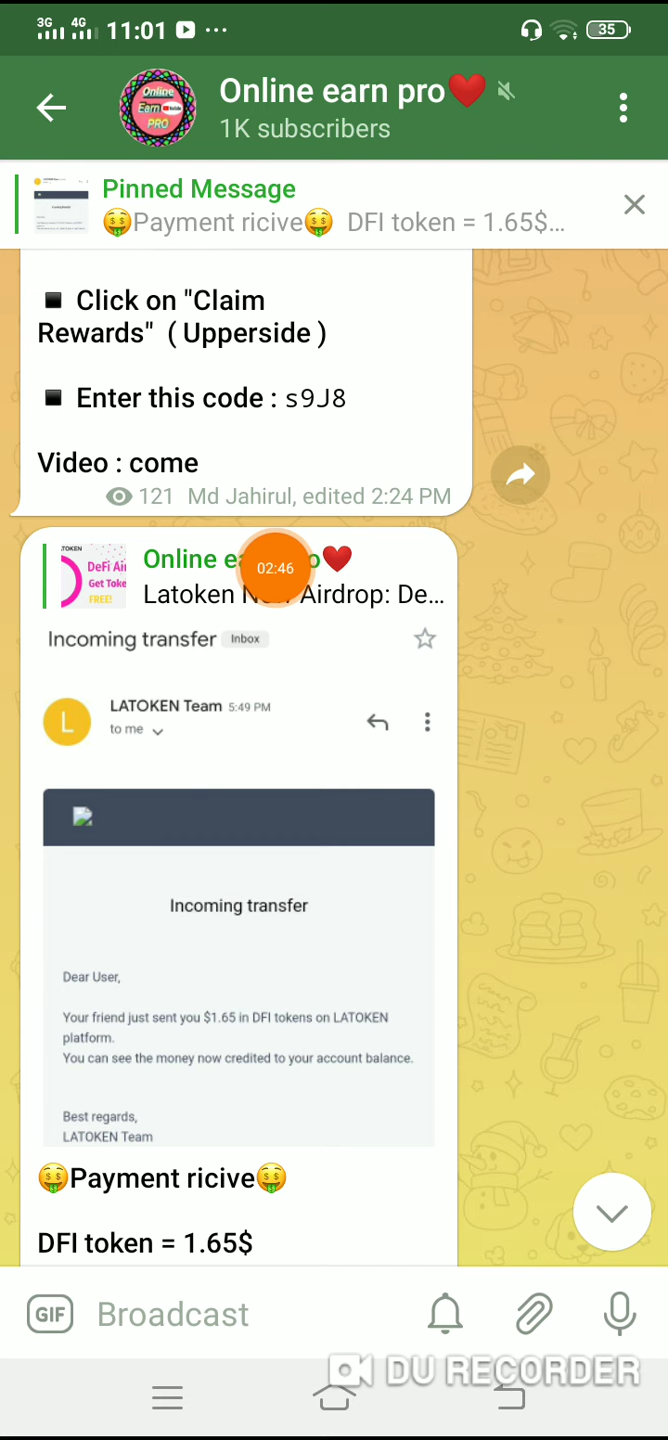 3G 4G 11:01 ... 35
Online Earn PRO
Online earn pro❤️
1K subscribers
Pinned Message
🤑Payment ricive🤑 DFI token = 1.65$...
▪️ Click on "Claim
Rewards" ( Upperside )
▪️ Enter this code : s9J8
Video : come
121 Md Jahirul, edited 2:24 PM
TOKEN
DeFi Air
Get Toke
FREE!
Online ea
o❤️
02:46
Latoken
Airdrop: De...
Incoming transfer Inbox
L
LATOKEN Team 5:49 PM
to me
Incoming transfer
Dear User,
Your friend just sent you $1.65 in DFI tokens on LATOKEN
platform.
You can see the money now credited to your account balance.
Best regards,
LATOKEN Team
🤑Payment ricive🤑
DFI token = 1.65$
GIF Broadcast
DU RECORDER